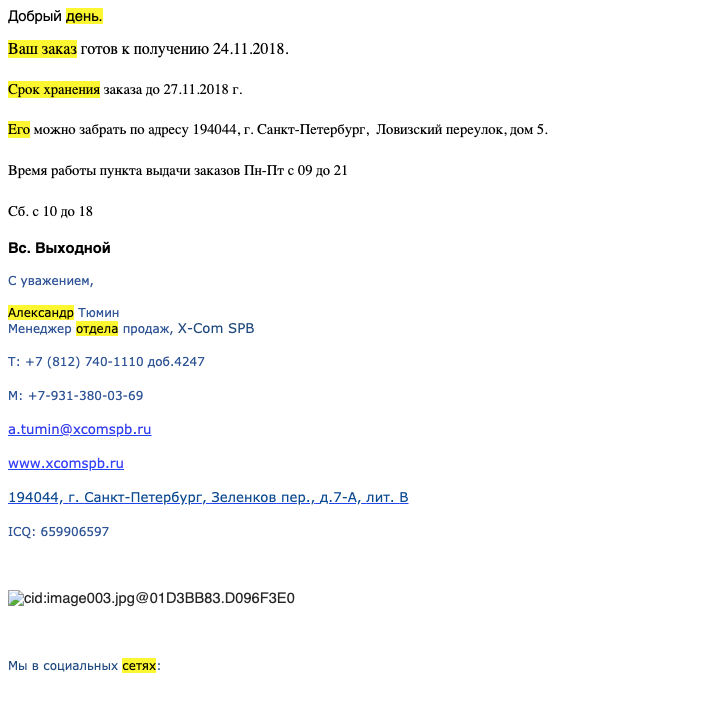 Добрый день.
Ваш заказ готов к получению 24.11.2018.
Срок хранения заказа до 27.11.2018 г.
Его можно забрать по адресу 194044, г. Санкт-Петербург,  Ловизский переулок, дом 5.
Время работы пункта выдачи заказов Пн-Пт с 09 до 21
Сб. с 10 до 18
Вс. Выходной
С уважением,
Александр Тюмин
Менеджер отдела продаж, X-Com SPB
Т: +7 (812) 740-1110 доб.4247
М: +7-931-380-03-69
a.tumin@xcomspb.ru
www.xcomspb.ru
194044, г. Санкт-Петербург, Зеленков пер., д.7-А, лит. В
ICQ: 659906597
cid:image003.jpg@01D3BB83.D096F3E0
Мы в социальных сетях: